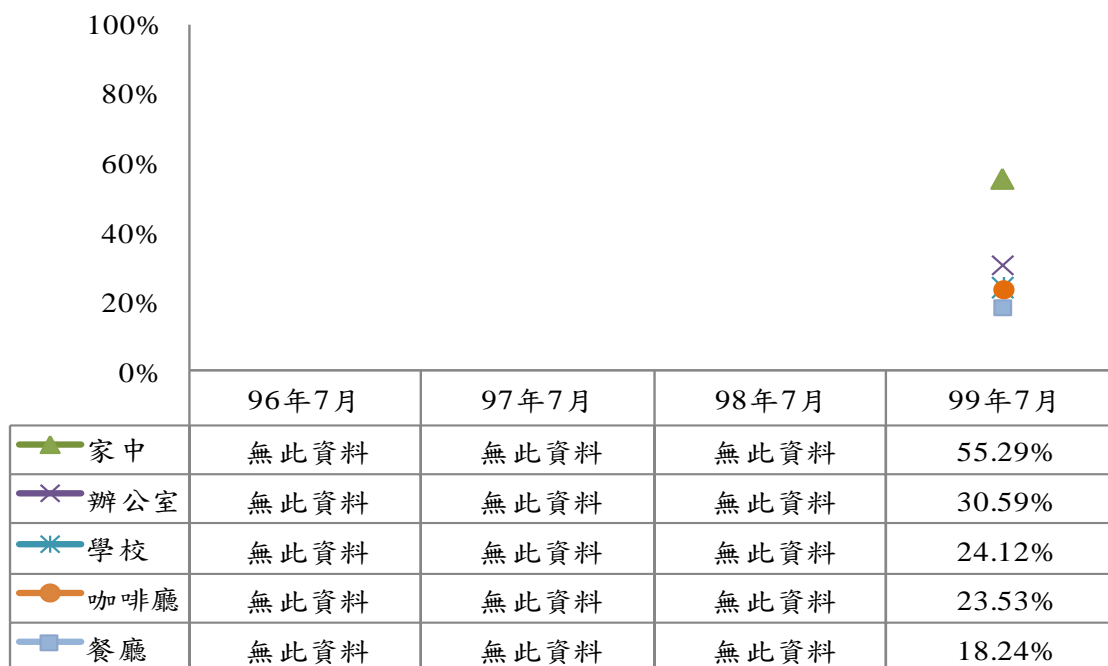 100%
80%
60%
40%
20%
0%
96年7月 97年7月 98年7月 99年7月
家中 無此資料 無此資料 無此資料 55.29%
辦公室 無此資料 無此資料 無此資料 30.59%
學校 無此資料 無此資料 無此資料 24.12%
咖啡廳 無此資料 無此資料 無此資料 23.53%
餐廳 無此資料 無此資料 無此資料 18.24%